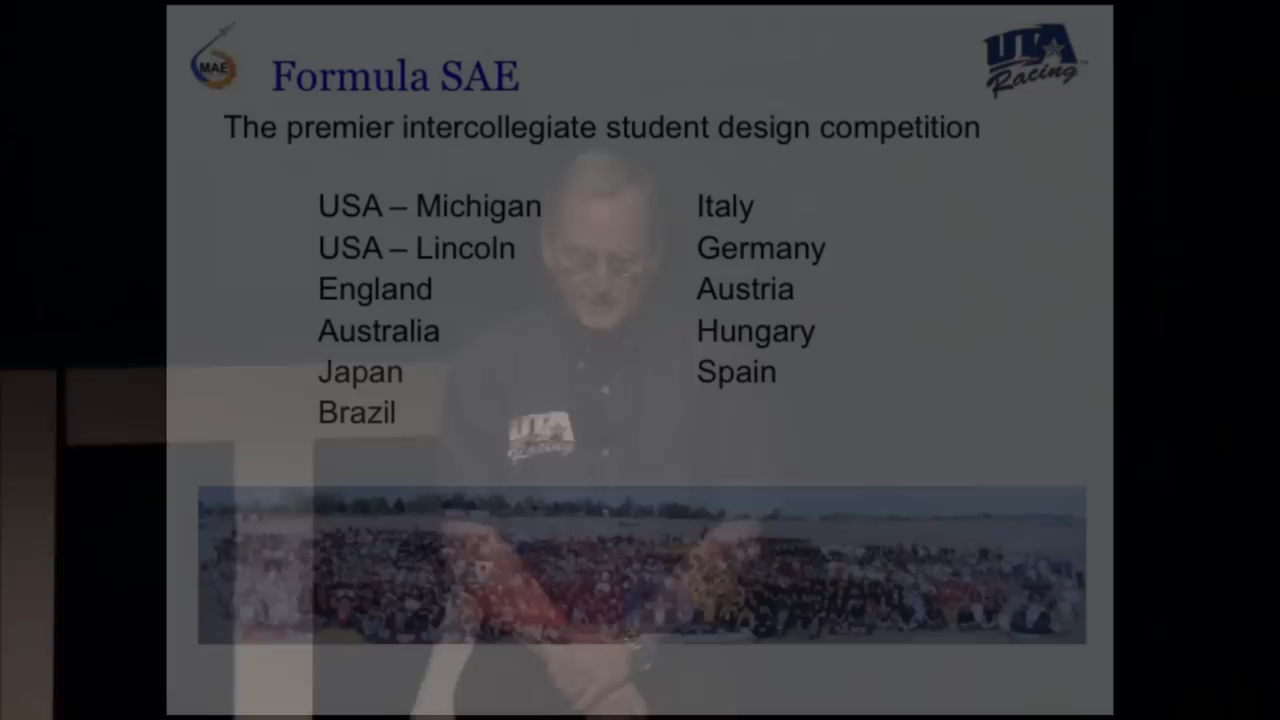 MAE
Formula SAE
UTA
Racing
The premier intercollegiate student design competition
USA – Michigan
USA – Lincoln
England
Australia
Japan
Brazil
Italy
Germany
Austria
Hungary
Spain
UTA
Racing